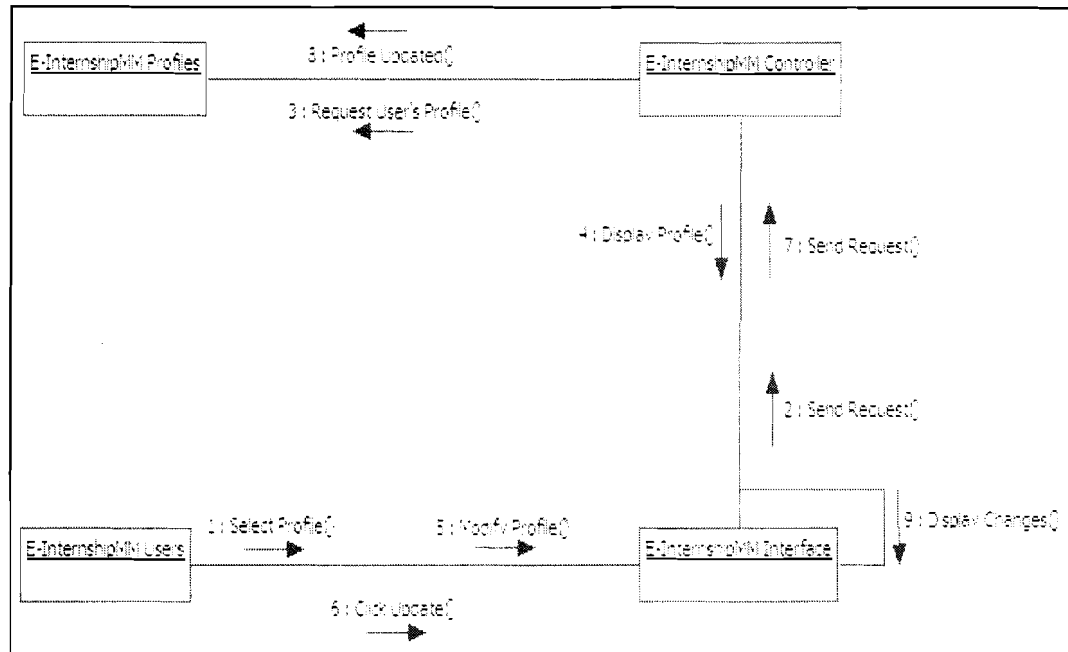 E-InternshipMM Profiles
8 : Profile Updated()
E-InternshipMM Controller
3 : Request User's Profile()
4 : Display Profile()
7 : Send Request()
2 : Send Request()
1 : Select Profile()
5 : Modify Profile()
9 : Display Changes()
E-InternshipMM Users
E-InternshipMM Interface
6 : Click Update()